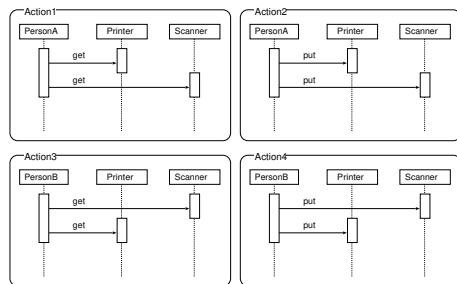 Action1
PersonA Printer Scanner
get
get
Action2
PersonA Printer Scanner
put
put
Action3
PersonB Printer Scanner
get
get
Action4
PersonB Printer Scanner
put
put